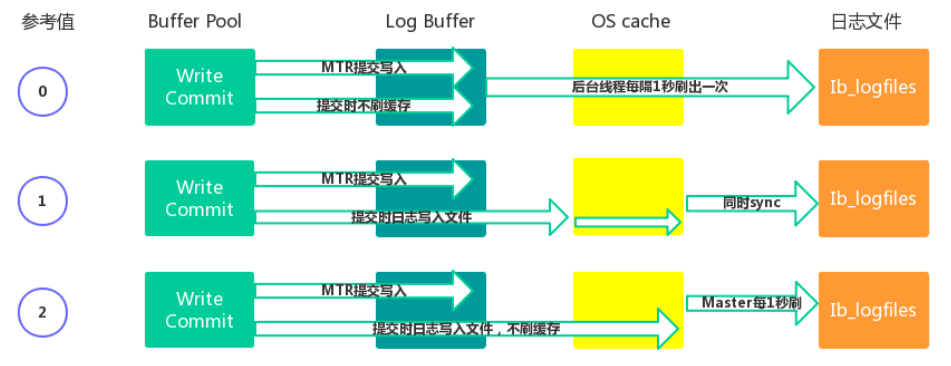 参考值 Buffer Pool Log Buffer OS cache 日志文件
0
Write
Commit
MTR提交写入
提交时不刷缓存
后台线程每隔1秒刷出一次
Ib_logfiles
1
Write
Commit
MTR提交写入
提交时日志写入文件
同时sync
Ib_logfiles
2
Write
Commit
MTR提交写入
提交时日志写入文件，不刷缓存
Master每1秒刷
Ib_logfiles